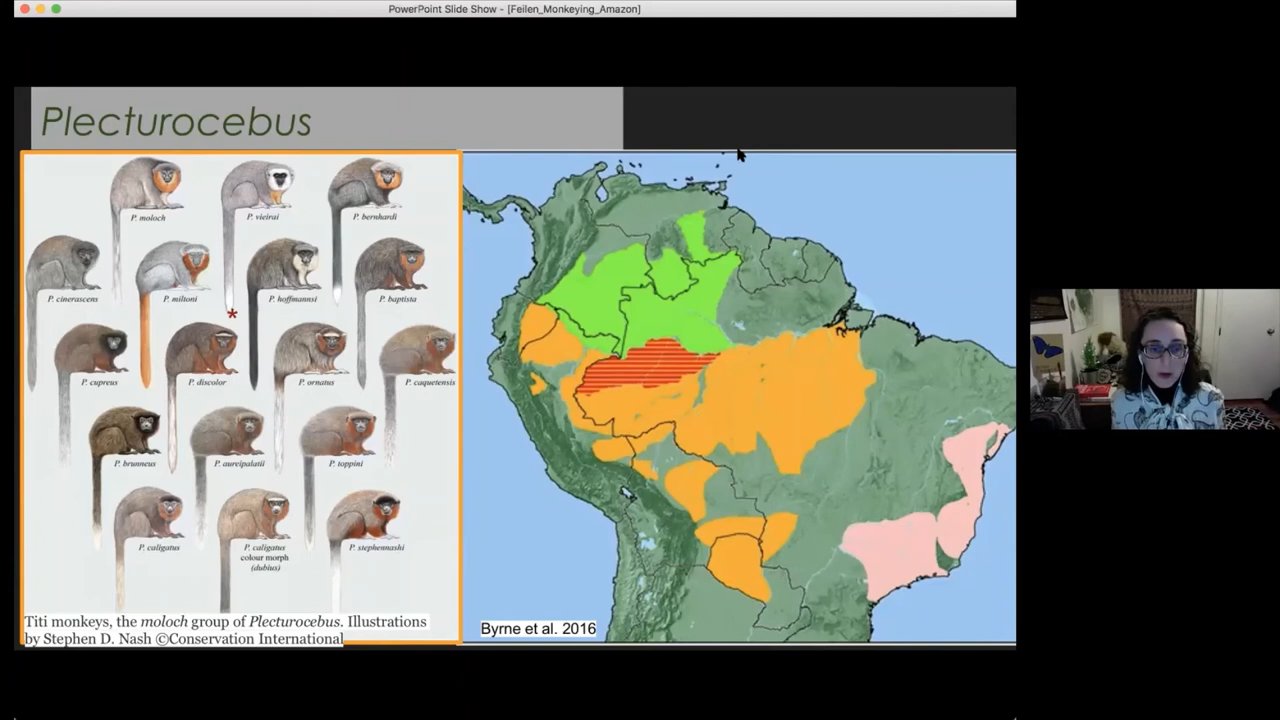 PowerPoint Slide Show - [Feilen_Monkeying_Amazon]
Plecturocebus
P. moloch
P. vieirai
P. bernhardi
P. cinerascens
P. miltoni
P. hoffmannsi
P. baptista
*
P. cupreus
P. discolor
P. ornatus
P. caquetensis
P. brunneus
P. aureipalatii
P. toppini
P. caligatus
P. caligatus
colour morph
(dubius)
P. stephennashi
Titi monkeys, the moloch group of Plecturocebus. Illustrations
by Stephen D. Nash ©Conservation International
Byrne et al. 2016